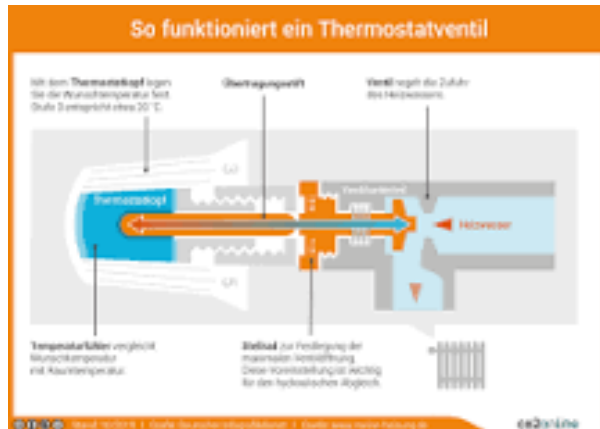 So funktioniert ein Thermostatventil
Mit dem Thermostatkopf legen
Sie die Wunschtemperatur fest.
Stufe 3 entspricht etwa 20 °C.
Übertragungsstift
Ventil regelt die Zufuhr
des Heizwassers.
Thermostatkopf
Heizwasser
Temperaturfühler vergleicht
Wunschtemperatur
mit Raumtemperatur.
Stellrad zur Festlegung der
maximalen Ventilöffnung.
Diese Voreinstellung ist wichtig
für den hydraulischen Abgleich.
co2online